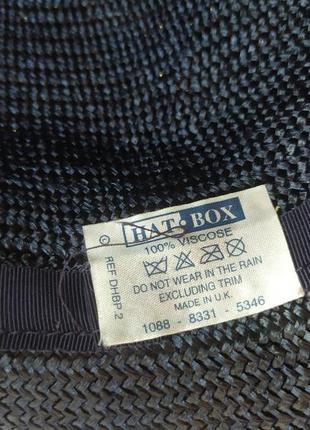 HAT • BOX
©
100% VISCOSE
DO NOT WEAR IN THE RAIN
EXCLUDING TRIM
MADE IN U.K.
1088 - 8331 - 5346
REF DHBP.2